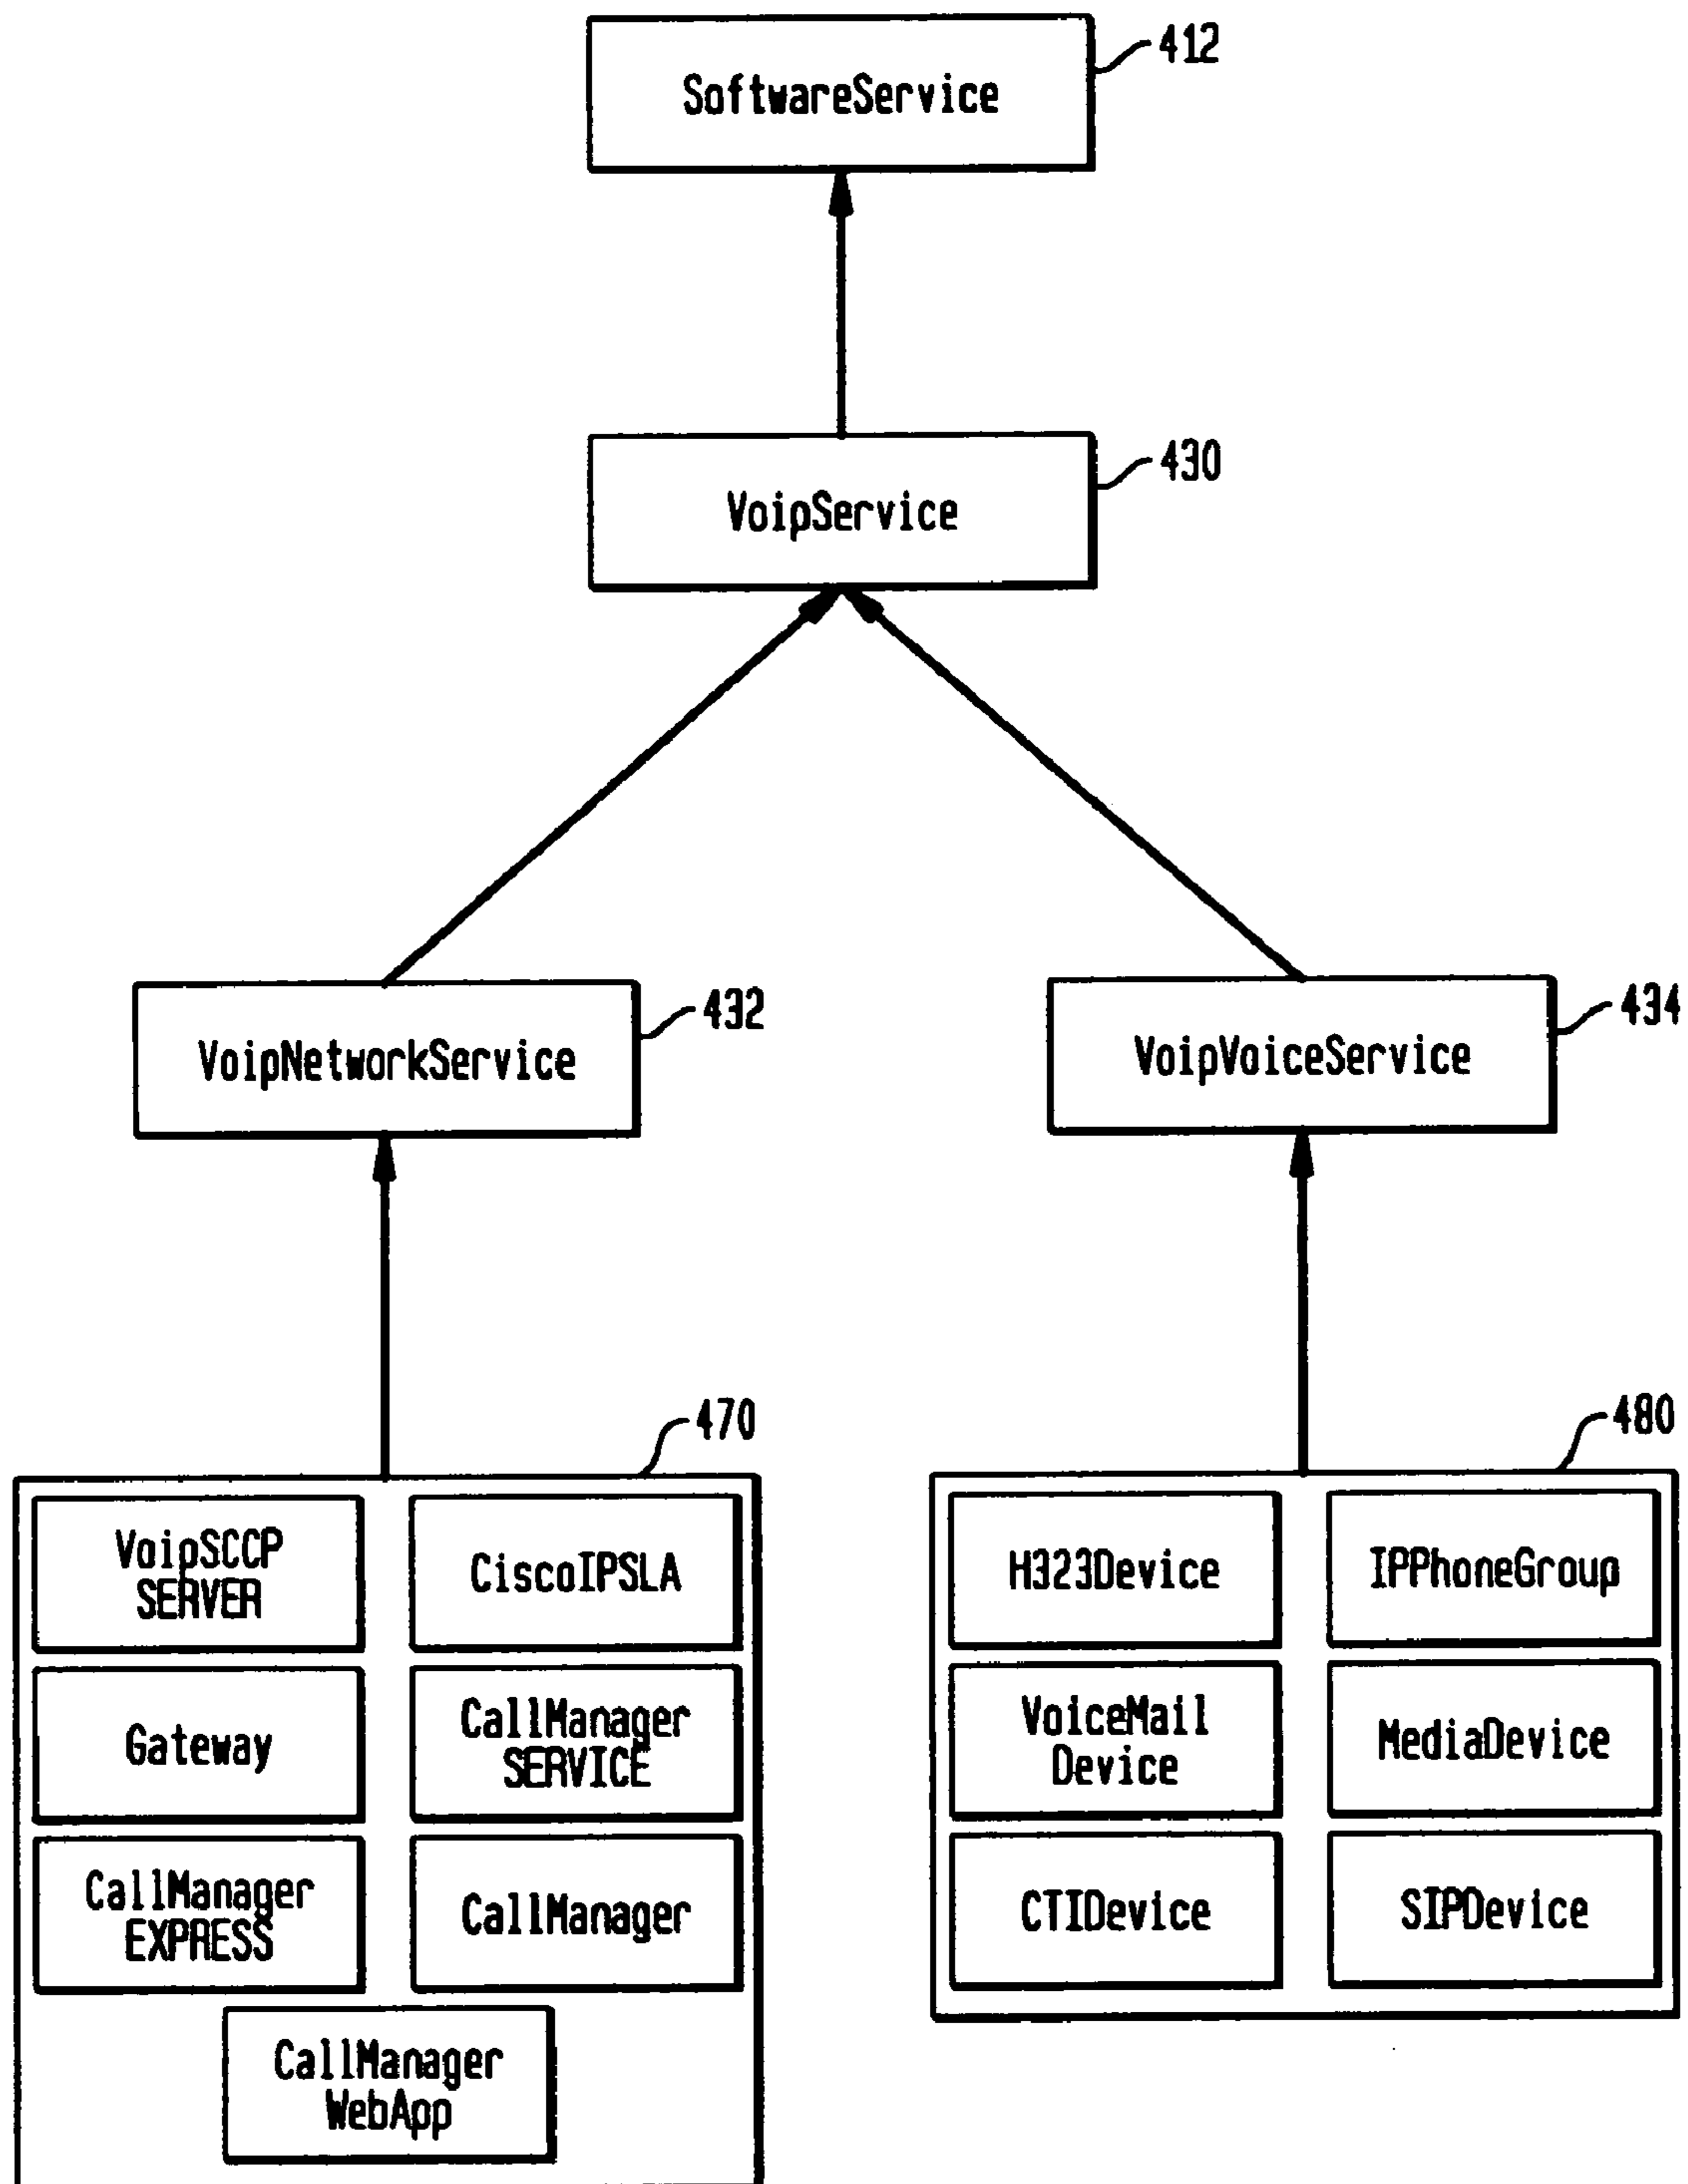 SoftwareService
412
VoipService
430
VoipNetworkService
432
VoipVoiceService
434
470
VoipSCCP
SERVER
CiscoIPSLA
Gateway
CallManager
SERVICE
CallManager
EXPRESS
CallManager
CallManager
WebApp
480
H323Device
IPPhoneGroup
VoiceMail
Device
MediaDevice
CTIDevice
SIPDevice